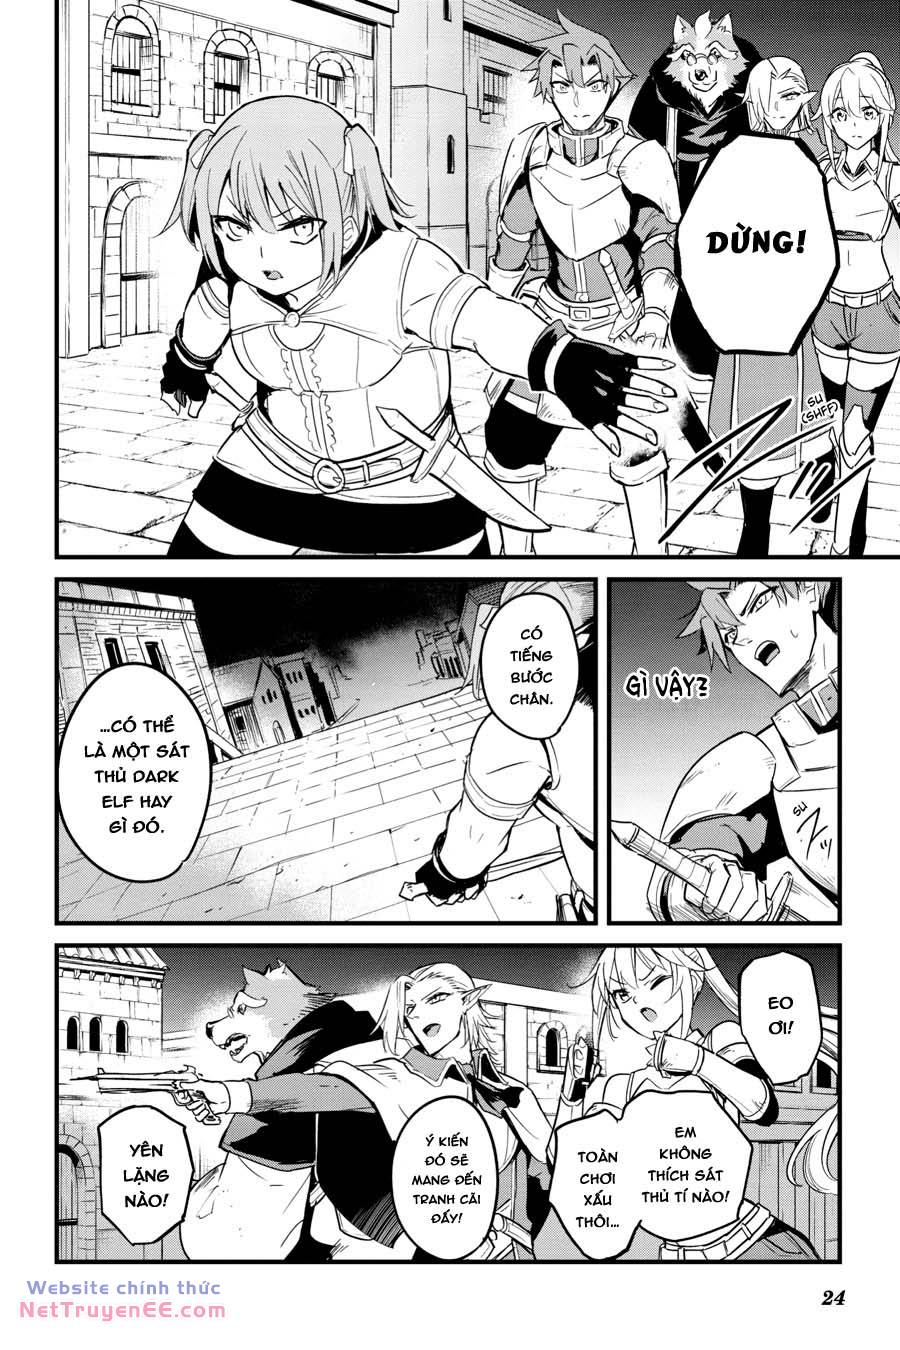 DỪNG!
SU
(SHFF)
GÌ VẬY?
SU
CÓ
TIẾNG
BƯỚC
CHÂN.
...CÓ THỂ
LÀ MỘT SÁT
THỦ DARK
ELF HAY
GÌ ĐÓ.
EO
ƠI!
EM
KHÔNG
THÍCH SÁT
THỦ TÍ NÀO!
TOÀN
CHƠI
XẤU
THÔI...
Ý KIẾN
ĐÓ SẼ
MANG ĐẾN
TRANH CÃI
ĐẤY!
YÊN
LẶNG
NÀO!
24
Website chính thức
NetTruyenEE.com